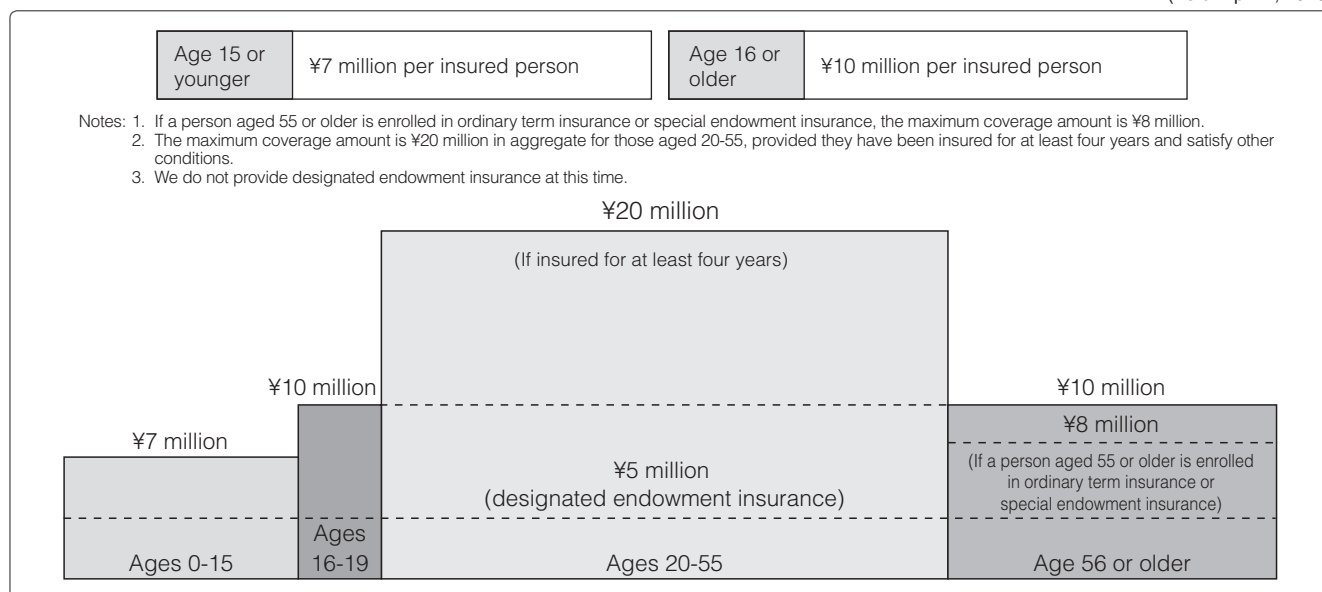 Age 15 or
younger
¥7 million per insured person
Age 16 or
older
¥10 million per insured person
Notes: 1. If a person aged 55 or older is enrolled in ordinary term insurance or special endowment insurance, the maximum coverage amount is ¥8 million.
2. The maximum coverage amount is ¥20 million in aggregate for those aged 20-55, provided they have been insured for at least four years and satisfy other
conditions.
3. We do not provide designated endowment insurance at this time.
¥20 million
(If insured for at least four years)
¥10 million
¥10 million
¥7 million
¥8 million
(If a person aged 55 or older is enrolled
in ordinary term insurance or
special endowment insurance)
¥5 million
(designated endowment insurance)
Ages 0-15
Ages
16-19
Ages 20-55
Age 56 or older